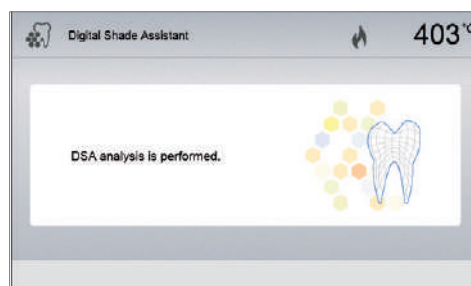 Digital Shade Assistant
403°C
DSA analysis is performed.